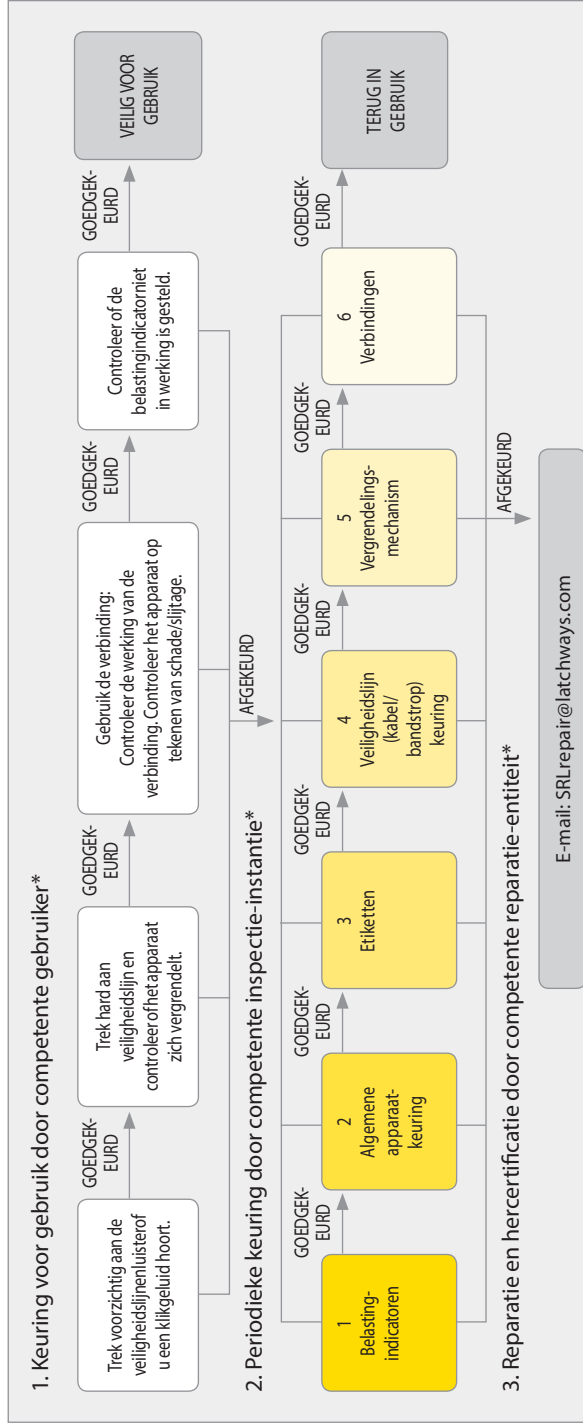 1. Keuring voor gebruik door competente gebruiker*
Trek voorzichtig aan de
veiligheidslijnenluisterof
u een klikgeluid hoort.
GOEDGEK-
EURD
Trek hard aan
veiligheidslijn en
controleer of het apparaat
zich vergrendelt.
GOEDGEK-
EURD
Gebruik de verbinding:
Controleer de werking van de
verbinding. Controleer het apparaat op
tekenen van schade/slijtage.
GOEDGEK-
EURD
Controleer of de
belastingindicatorniet
in werking is gesteld.
GOEDGEK-
EURD
VEILIG VOOR
GEBRUIK
AFGEKEURD
2. Periodieke keuring door competente inspectie-instantie*
1
Belasting-
indicatoren
GOEDGEK-
EURD
2
Algemene
apparaat-
keuring
GOEDGEK-
EURD
3
Etiketten
GOEDGEK-
EURD
4
Veiligheidslijn
(kabel/
bandstrop)
keuring
GOEDGEK-
EURD
5
Vergrendelings-
mechanism
GOEDGEK-
EURD
6
Verbindingen
GOEDGEK-
EURD
TERUG IN
GEBRUIK
AFGEKEURD
3. Reparatie en hercertificatie door competente reparatie-entiteit*
E-mail: SRLrepair@latchways.com